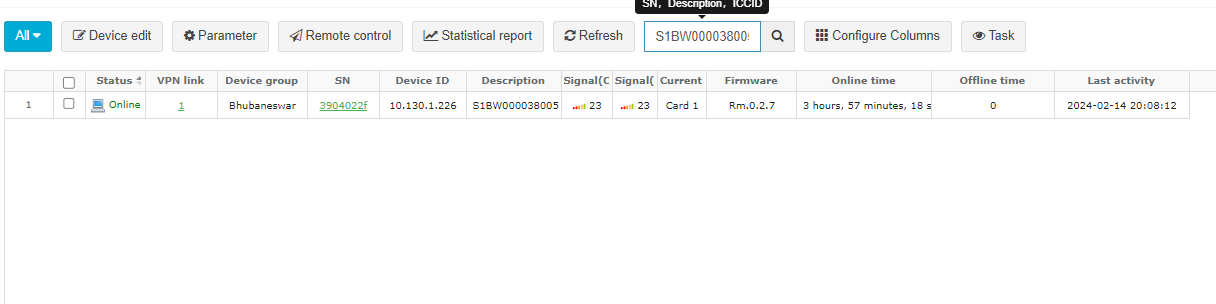 SN, Description, ICCID
All Device edit Parameter Remote control Statistical report Refresh S1BW000038005 Configure Columns Task
Status VPN link Device group SN Device ID Description Signal(C Signal( Current Firmware Online time Offline time Last activity
1 Online 1 Bhubaneswar 3904022f 10.130.1.226 S1BW000038005 23 23 Card 1 Rm.0.2.7 3 hours, 57 minutes, 18 s 0 2024-02-14 20:08:12